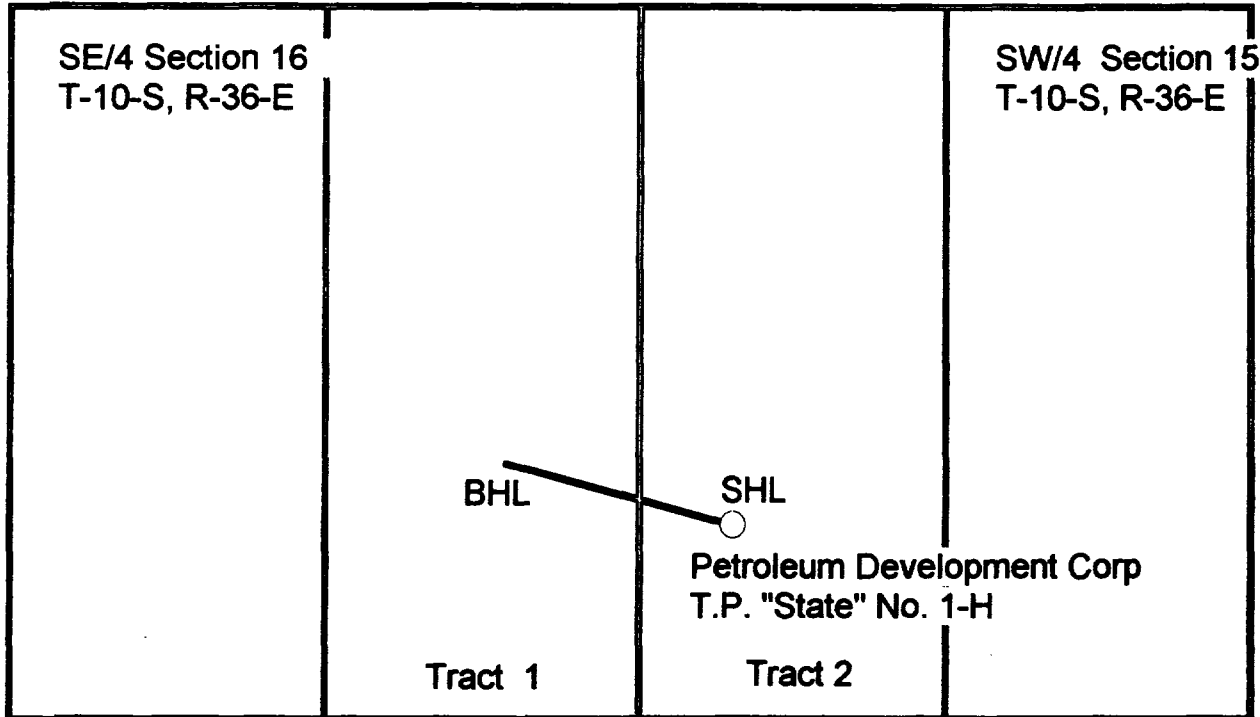 SE/4 Section 16
T-10-S, R-36-E
SW/4 Section 15
T-10-S, R-36-E
BHL
SHL
Petroleum Development Corp
T.P. "State" No. 1-H
Tract 1
Tract 2